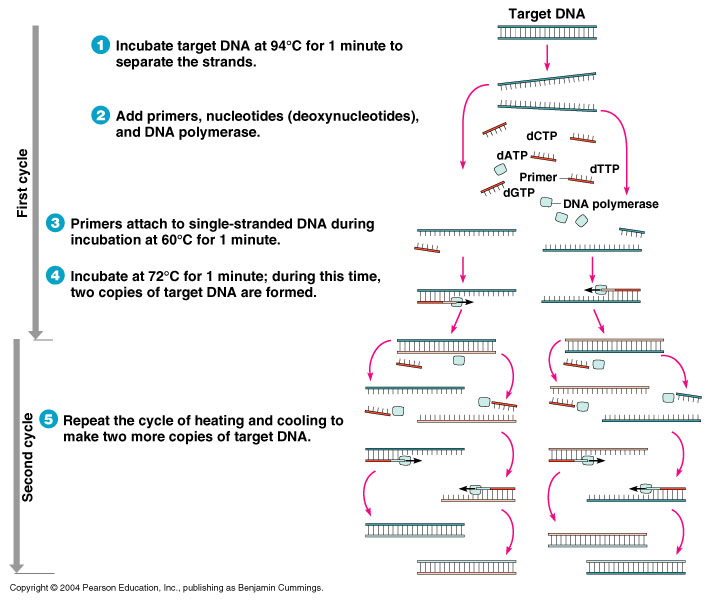 Target DNA
1 Incubate target DNA at 94°C for 1 minute to
separate the strands.
2 Add primers, nucleotides (deoxynucleotides),
and DNA polymerase.
dCTP
dATP
dTTP
Primer
dGTP
DNA polymerase
First cycle
3 Primers attach to single-stranded DNA during
incubation at 60°C for 1 minute.
4 Incubate at 72°C for 1 minute; during this time,
two copies of target DNA are formed.
Second cycle
5 Repeat the cycle of heating and cooling to
make two more copies of target DNA.
Copyright © 2004 Pearson Education, Inc., publishing as Benjamin Cummings.